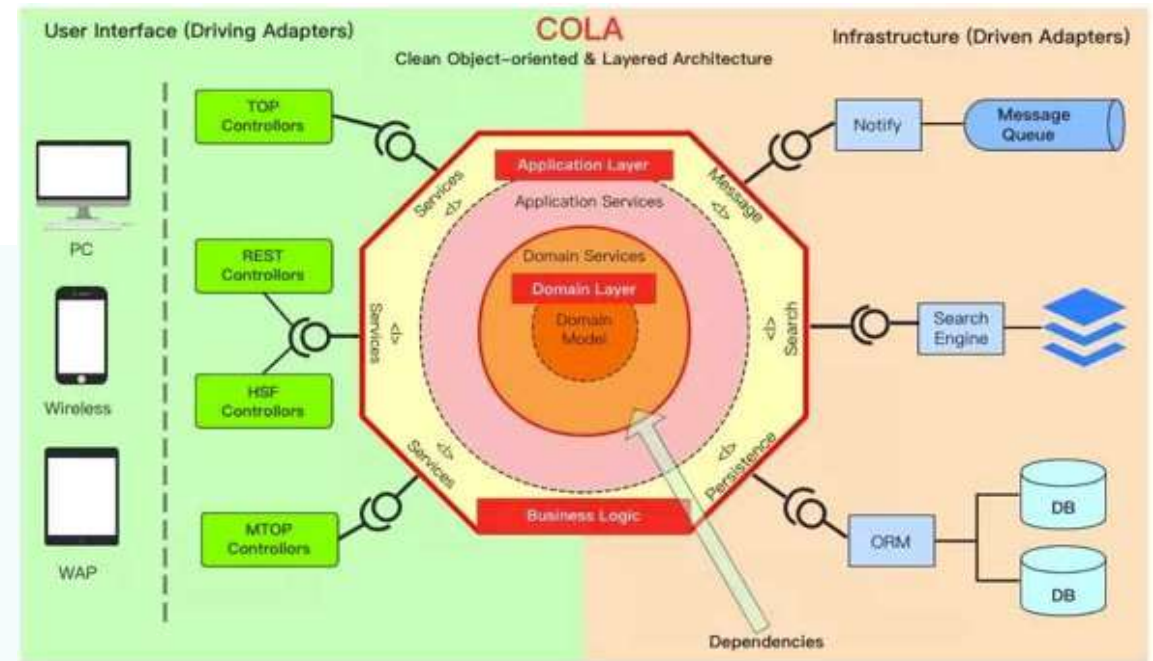 User Interface (Driving Adapters)
COLA
Clean Object-oriented & Layered Architecture
Infrastructure (Driven Adapters)
PC
Wireless
WAP
TOP
Controllors
REST
Controllors
HSF
Controllors
MTOP
Controllors
Services
</>
Services
</>
Services
</>
Application Layer
Application Services
Domain Services
Domain Layer
Domain
Model
Business Logic
Message
</>
Search
</>
Persistence
</>
Notify
Message
Queue
Search
Engine
ORM
DB
DB
Dependencies